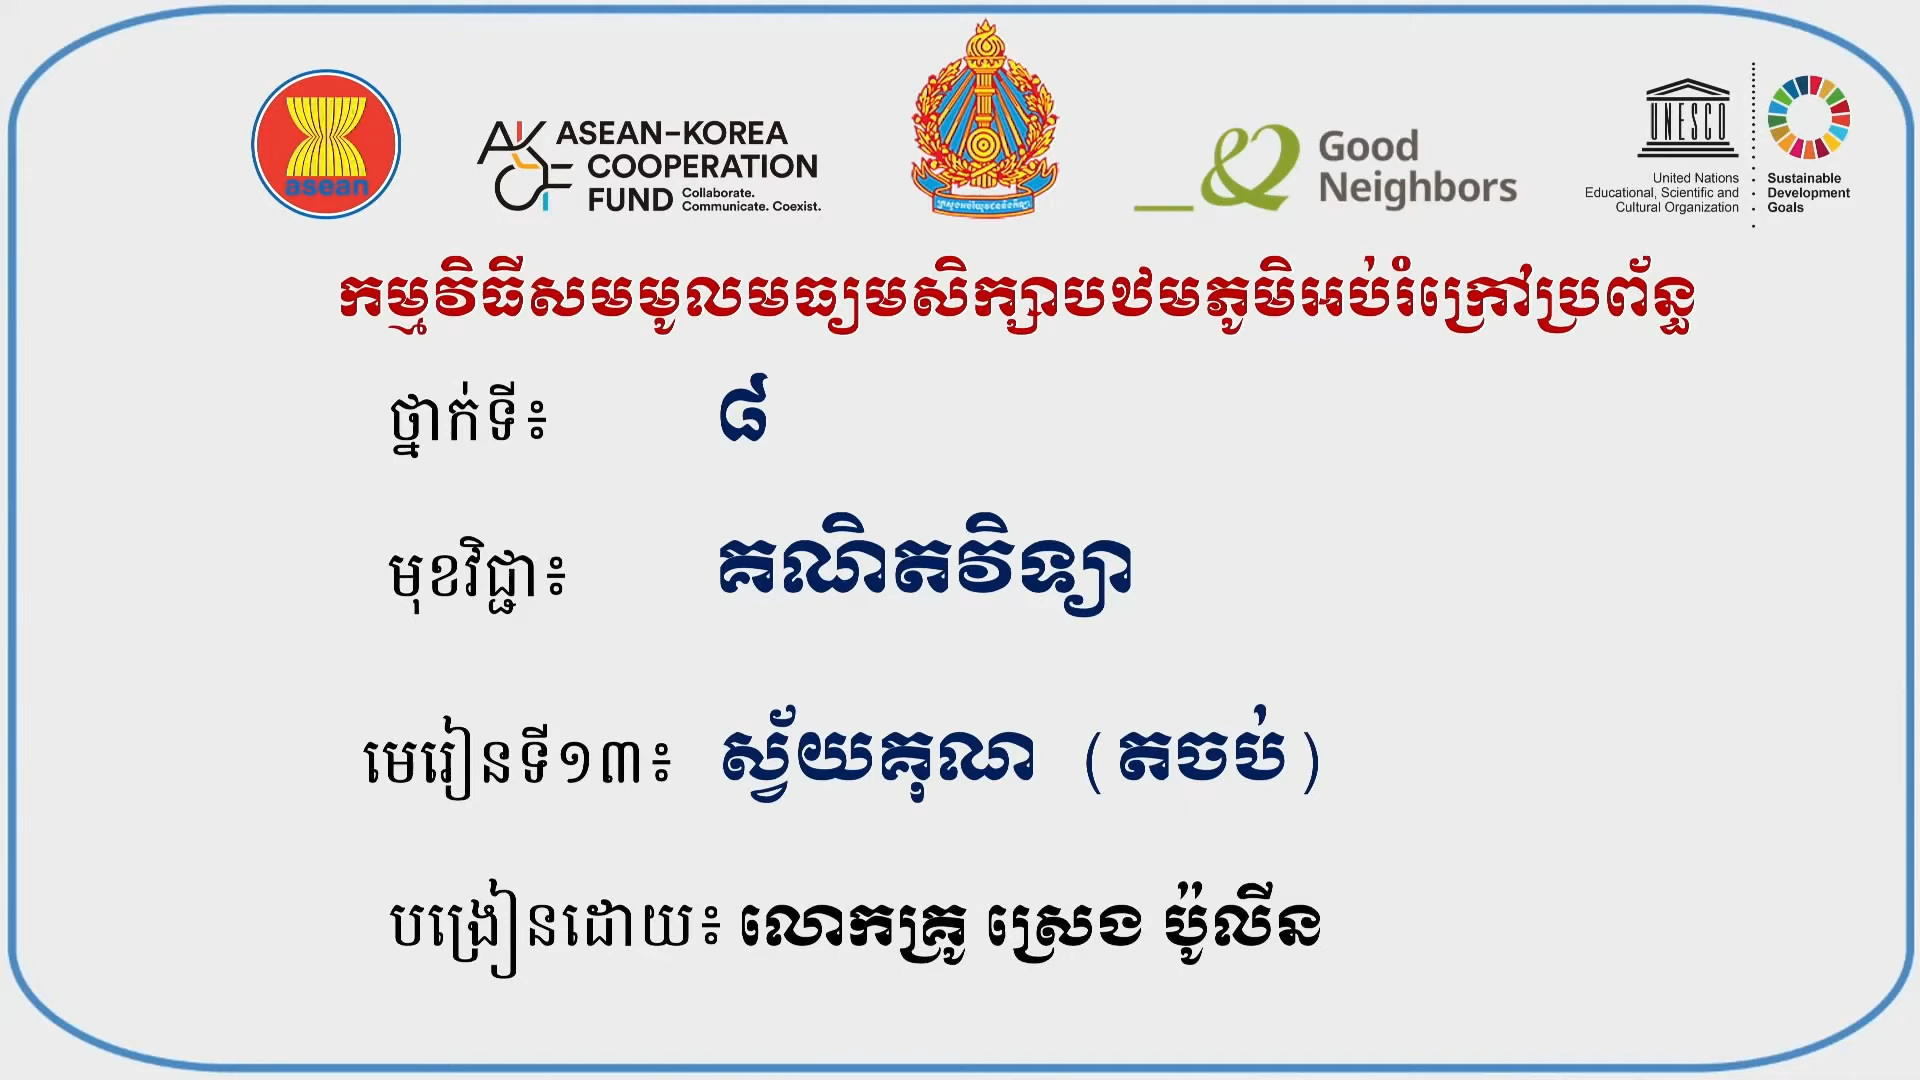 asean
ASEAN-KOREA
COOPERATION
FUND Collaborate.
Communicate. Coexist.
Good
Neighbors
UNESCO
United Nations
Educational, Scientific and
Cultural Organization
Sustainable
Development
Goals
កម្មវិធីសមមូលមធ្យមសិក្សាបឋមភូមិអប់រំក្រៅប្រព័ន្ធ
ថ្នាក់ទី៖ ៨
មុខវិជ្ជា៖ គណិតវិទ្យា
មេរៀនទី១៣៖ ស្វ័យគុណ (តចប់)
បង្រៀនដោយ៖ លោកគ្រូ ស្រេង ប៉ូលីន